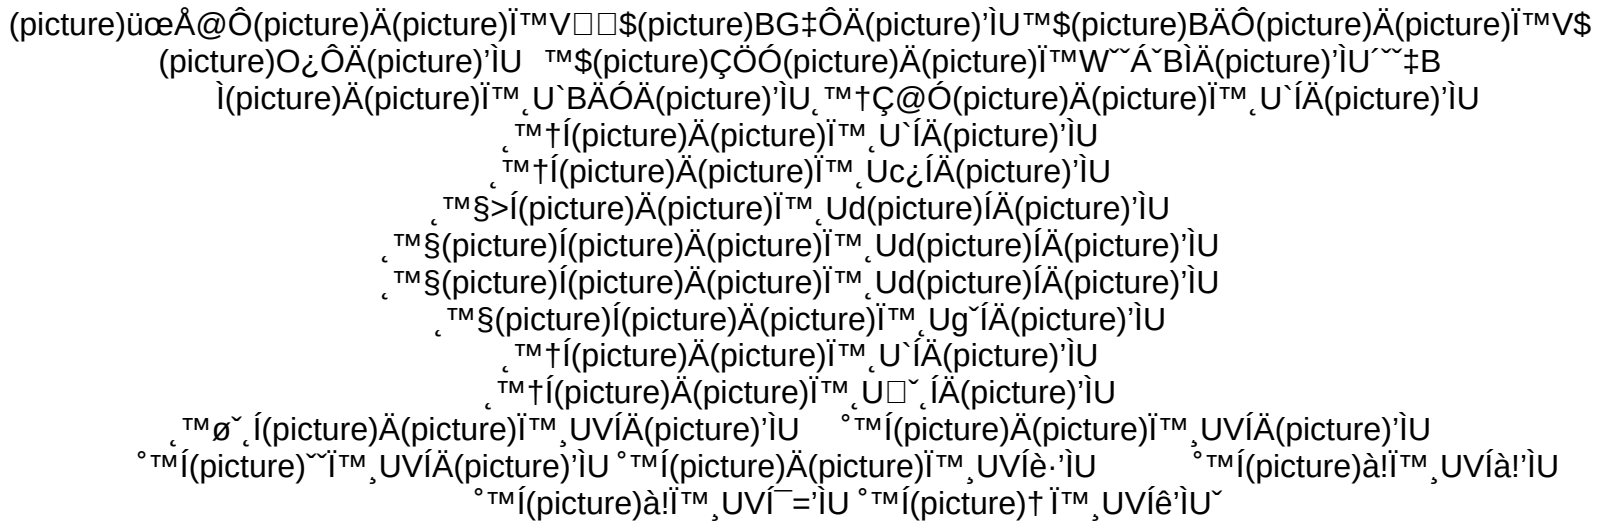 (picture)üœÅ@Ô(picture)Ä(picture)Ï™V□□$(picture)BG‡ÔÄ(picture)’ÌU™$(picture)BÄÔ(picture)Ä(picture)Ï™V$
(picture)O¿ÔÄ(picture)’ÌU ™$(picture)ÇÖÓ(picture)Ä(picture)Ï™WˇˇÁˇBÌÄ(picture)’ÌU´ˇˇ‡B
Ì(picture)Ä(picture)Ï™˛U`BÄÓÄ(picture)’ÌU˛™†Ç@Ó(picture)Ä(picture)Ï™˛U`ÍÄ(picture)’ÌU
˛™†Í(picture)Ä(picture)Ï™˛U`ÍÄ(picture)’ÌU
˛™†Í(picture)Ä(picture)Ï™˛Uc¿ÍÄ(picture)’ÌU
˛™§>Í(picture)Ä(picture)Ï™˛Ud(picture)ÍÄ(picture)’ÌU
˛™§(picture)Í(picture)Ä(picture)Ï™˛Ud(picture)ÍÄ(picture)’ÌU
˛™§(picture)Í(picture)Ä(picture)Ï™˛Ud(picture)ÍÄ(picture)’ÌU
˛™§(picture)Í(picture)Ä(picture)Ï™˛UgˇÍÄ(picture)’ÌU
˛™†Í(picture)Ä(picture)Ï™˛U`ÍÄ(picture)’ÌU
˛™†Í(picture)Ä(picture)Ï™˛U□ˇ˛ÍÄ(picture)’ÌU
˛™øˇ˛Í(picture)Ä(picture)Ï™¸UVÍÄ(picture)’ÌU ˚™Í(picture)Ä(picture)Ï™¸UVÍÄ(picture)’ÌU
˚™Í(picture)ˇˇÏ™¸UVÍÄ(picture)’ÌU ˚™Í(picture)Ä(picture)Ï™¸UVÍè·’ÌU ˚™Í(picture)à!Ï™¸UVÍà!’ÌU
˚™Í(picture)à!Ï™¸UVÍ¯=’ÌU ˚™Í(picture)† Ï™¸UVÍê’ÌUˇ